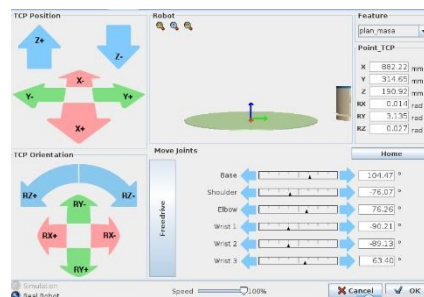 TCP Position
Robot
Feature
Z+
Z-
plan_masa
Point_TCP
X-
Y-
Y+
X+
X 882.22 mm
Y 314.65 mm
Z 190.92 mm
RX 0.014 rad
RY 3.135 rad
RZ 0.027 rad
TCP Orientation
Move Joints
Home
RZ+
RZ-
RY-
RX+
RX-
RY+
Freedrive
Base 104.47 °
Shoulder -76.07 °
Elbow 76.26 °
Wrist 1 -90.21 °
Wrist 2 -89.13 °
Wrist 3 63.40 °
Simulation
Real Robot
Speed 100%
Cancel
OK